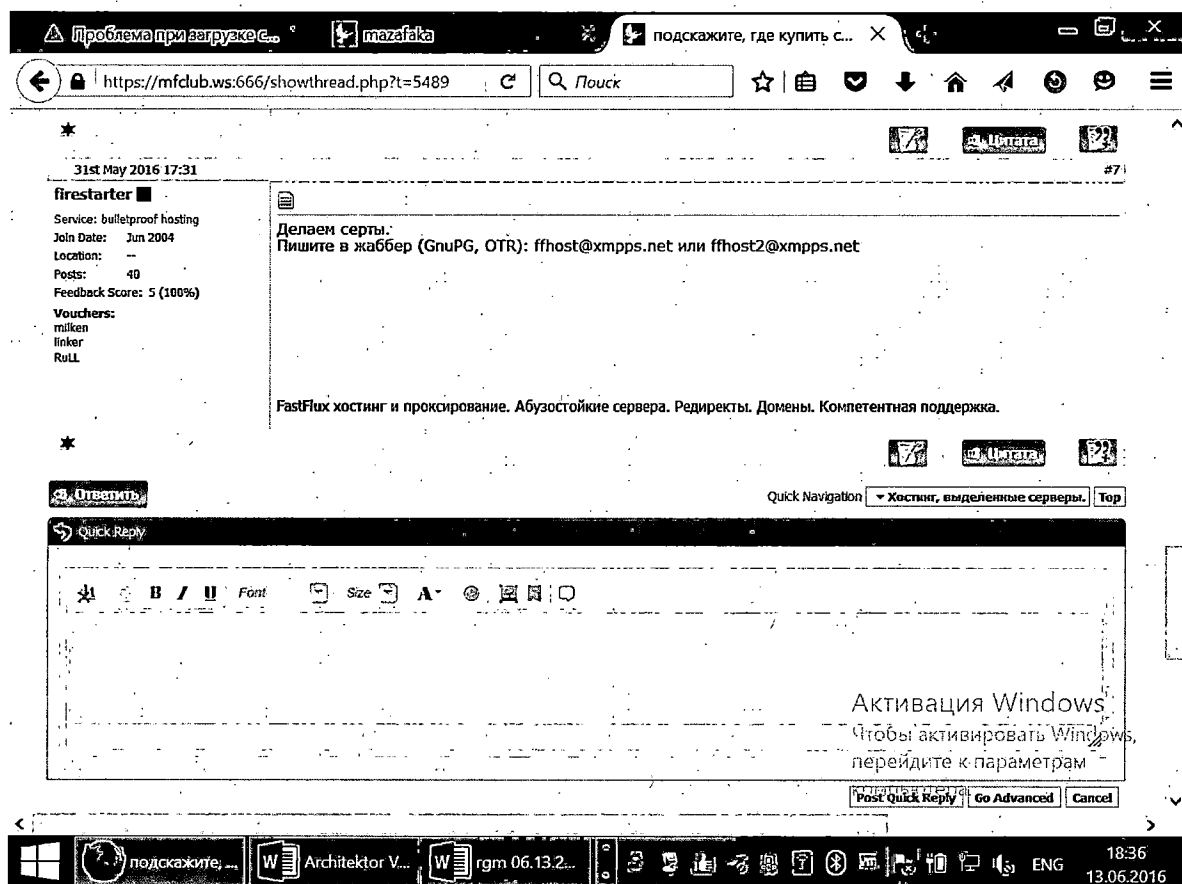 Проблема при загрузке с...
mazafaka
подскажите, где купить с...
https://mfclub.ws:666/showthread.php?t=5489
Поиск
Цитата
31st May 2016 17:31
#7
firestarter
Service: bulletproof hosting
Join Date: Jun 2004
Location: --
Posts: 40
Feedback Score: 5 (100%)
Vouchers:
milken
linker
RuLL
Делаем серты.
Пишите в жаббер (GnuPG, OTR): ffhost@xmpps.net или ffhost2@xmpps.net
FastFlux хостинг и проксирование. Абузостойкие сервера. Редиректы. Домены. Компетентная поддержка.
Цитата
Ответить
Quick Navigation
Хостинг, выделенные серверы.
Top
Quick Reply
B I U Font Size A
Активация Windows
Чтобы активировать Windows,
перейдите к параметрам
компьютера.
Post Quick Reply
Go Advanced
Cancel
подскажите, ...
Architektor V...
rgm 06.13.2...
ENG
18:36
13.06.2016